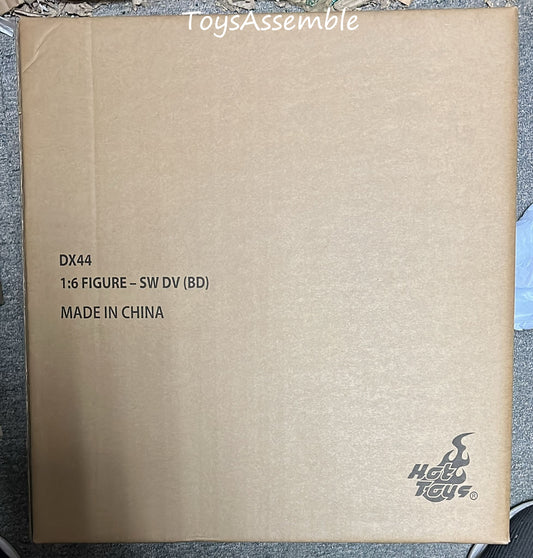 ToysAssemble
DX44
1:6 FIGURE – SW DV (BD)
MADE IN CHINA
Hot
Toys®